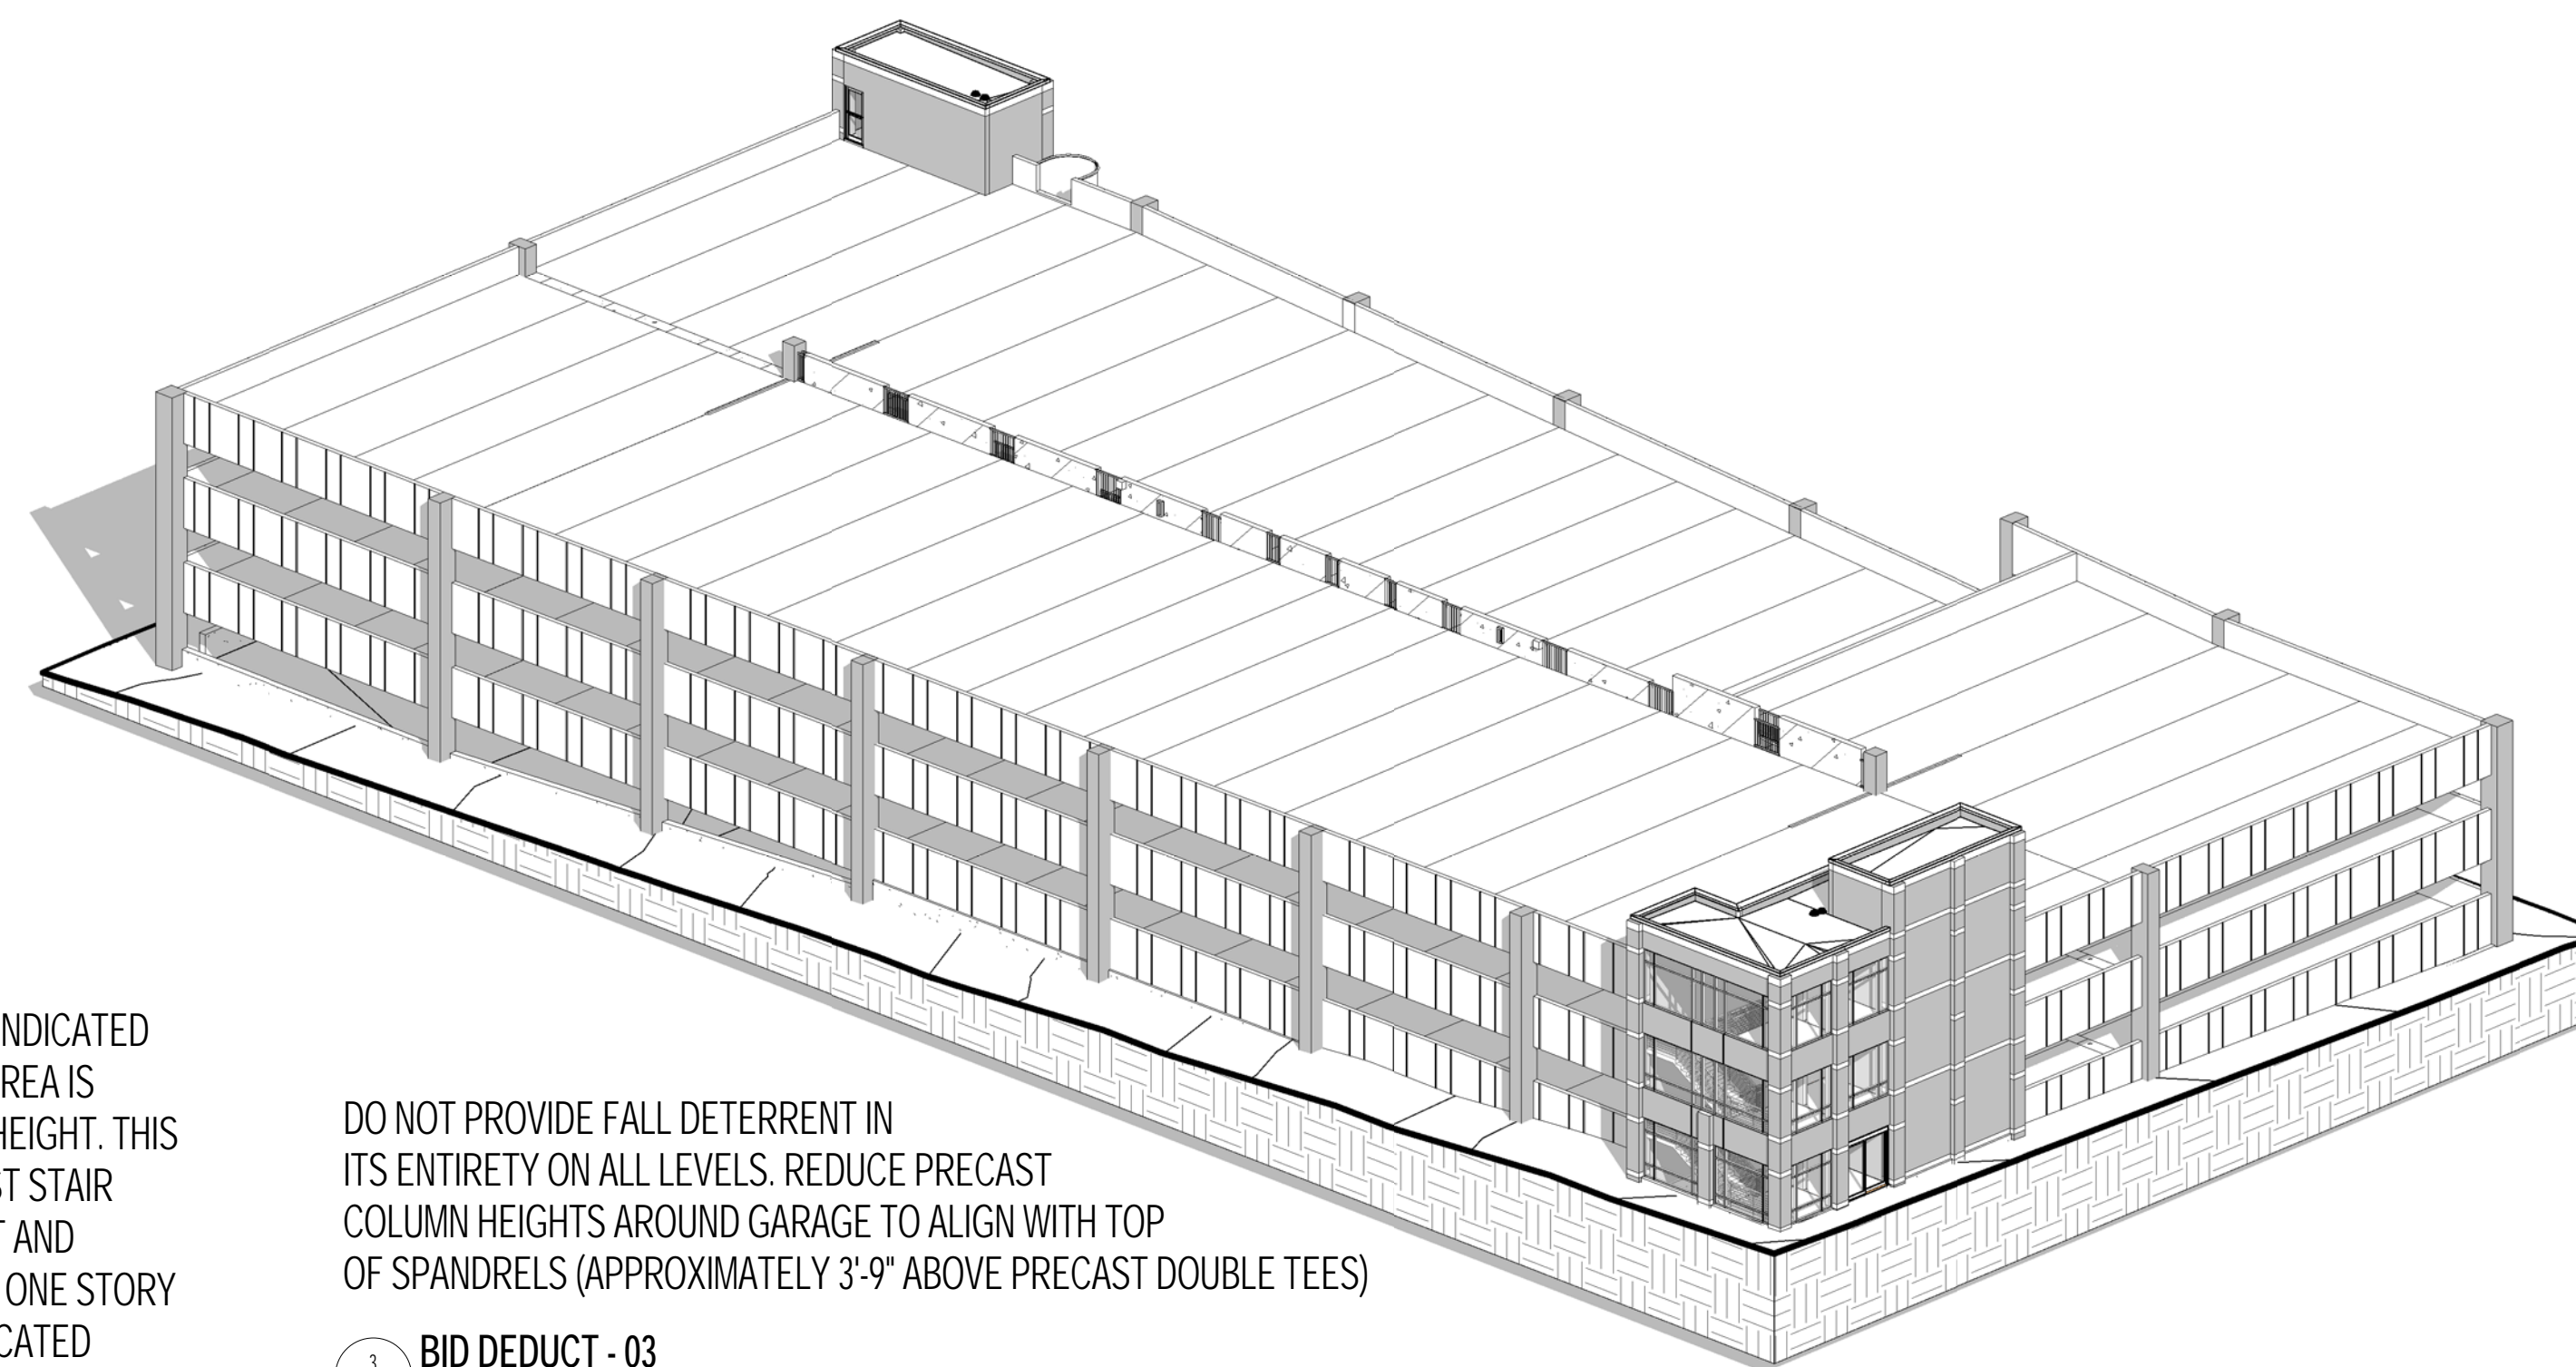 NDICATED
REA IS
HEIGHT. THIS
ST STAIR
T AND
ONE STORY
CATED
DO NOT PROVIDE FALL DETERRENT IN
ITS ENTIRETY ON ALL LEVELS. REDUCE PRECAST
COLUMN HEIGHTS AROUND GARAGE TO ALIGN WITH TOP
OF SPANDRELS (APPROXIMATELY 3'-9" ABOVE PRECAST DOUBLE TEES)
3
BID DEDUCT - 03